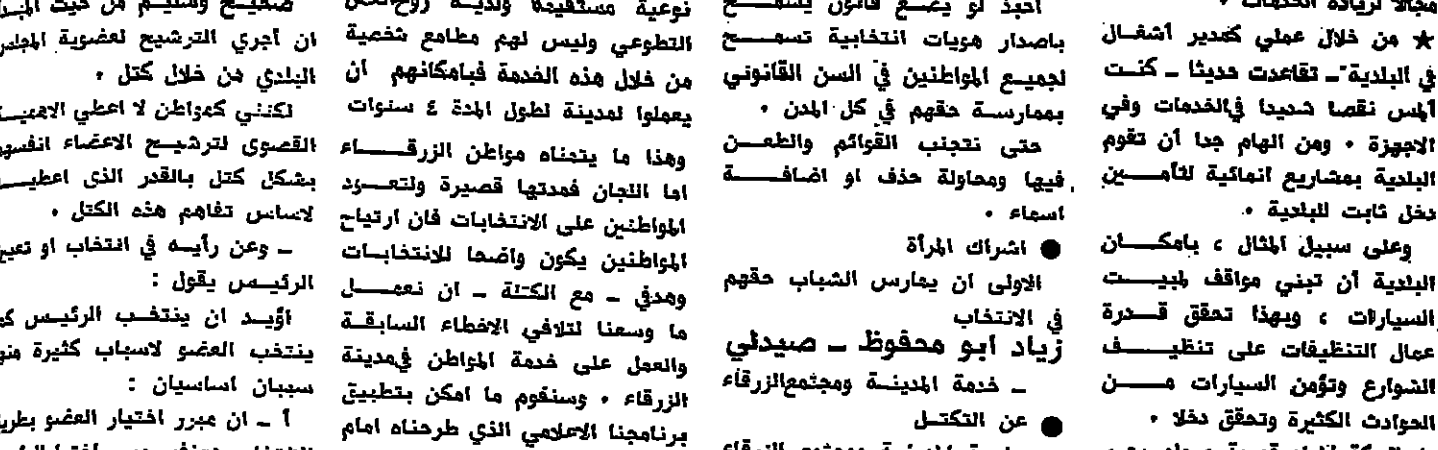 مجالا لزيادة الخدمات •
★ من خلال عملي كمدير أشغال
في البلدية ـ تقاعدت حديثا ـ كنت
ألمس نقصا شديدا في الخدمات وفي
الاجهزة • ومن الهام جدا أن تقوم
البلدية بمشاريع انمائية لتأمين
دخل ثابت للبلدية •
وعلى سبيل المثال ، بامكان
البلدية أن تبني مواقف لمبيت
السيارات ، وبهذا تحقق قدرة
عمال التنظيفات على تنظيف
الشوارع وتؤمن السيارات من
الحوادث الكثيرة وتحقق دخلا •
احبذ لو يضع قانون يسمح
باصدار هويات انتخابية تسمح
لجميع المواطنين في السن القانوني
بممارسة حقهم في كل المدن •
حتى نتجنب القوائم والطعن
فيها ومحاولة حذف او اضافة
اسماء •
● اشراك المرأة
الاولى ان يمارس الشباب حقهم
في الانتخاب
زياد ابو محفوظ ـ صيدلي
ـ خدمة المدينة ومجتمع الزرقاء
● عن التكتل
نوعية مستقيمة ولديه روح
التطوعي وليس لهم مطامع شخصية
من خلال هذه الخدمة فبامكانهم ان
يعملوا لمدينة لطول المدة ٤ سنوات
وهذا ما يتمناه مواطن الزرقاء
اما اللجان فمدتها قصيرة ولتعود
المواطنين على الانتخابات فان ارتياح
المواطنين يكون واضحا للانتخابات
وهدفي ـ مع الكتلة ـ ان نعمل
ما وسعنا لتلافي الاخطاء السابقة
والعمل على خدمة المواطن في مدينة
الزرقاء • وسنقوم ما امكن بتطبيق
برنامجنا الاعلامي الذي طرحناه امام
صحيح وسليم من حيث المبدأ
ان أجري الترشيح لعضوية المجلس
البلدي من خلال كتل •
لكنني كمواطن لا اعطي الاهمية
القصوى لترشيح الاعضاء انفسهم
بشكل كتل بالقدر الذي اعطيه
لاساس تفاهم هذه الكتل •
ـ وعن رأيه في انتخاب او تعيين
الرئيس يقول :
اؤيد ان ينتخب الرئيس كما
ينتخب العضو لاسباب كثيرة منها
سببان اساسيان :
أ ـ ان مبرر اختيار العضو